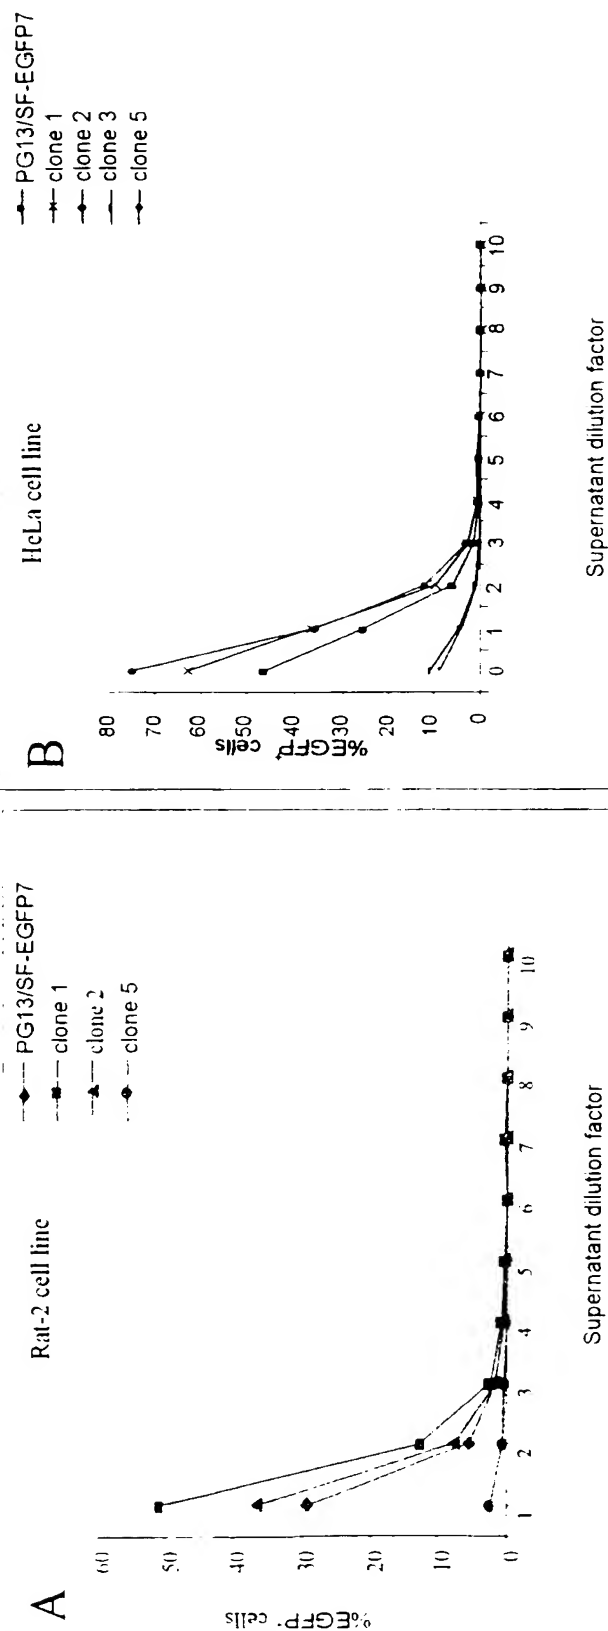 A
Rat-2 cell line
PG13/SF-EGFP7
clone 1
clone 2
clone 5
60
50
40
30
20
10
0
%EGFP+ cells
1 2 3 4 5 6 7 8 9 10
Supernatant dilution factor
B
HeLa cell line
PG13/SF-EGFP7
clone 1
clone 2
clone 3
clone 5
80
70
60
50
40
30
20
10
0
%EGFP+ cells
0 1 2 3 4 5 6 7 8 9 10
Supernatant dilution factor